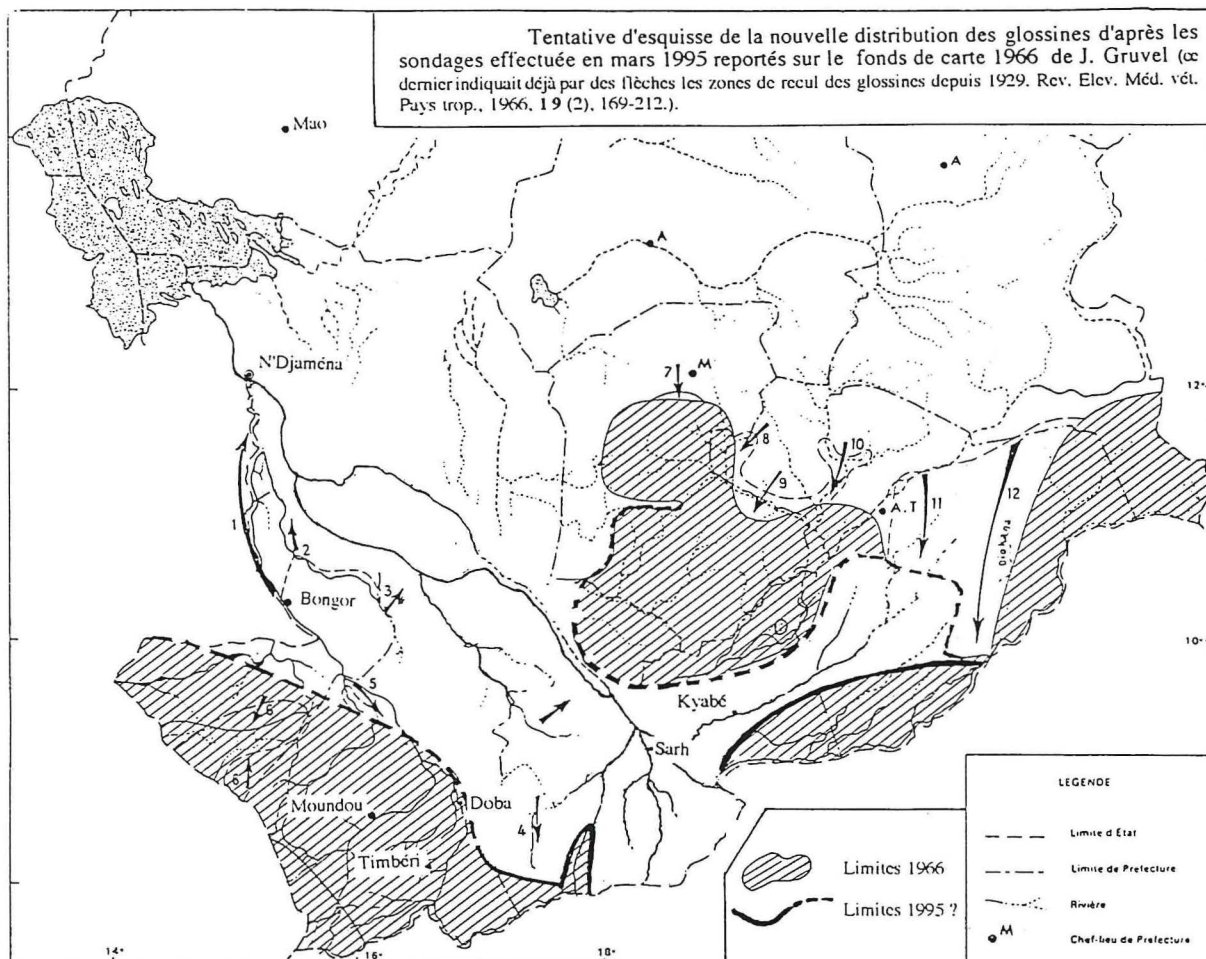 Tentative d'esquisse de la nouvelle distribution des glossines d'après les
sondages effectuée en mars 1995 reportés sur le fonds de carte 1966 de J. Gruvel (ce
dernier indiquait déjà par des flèches les zones de recul des glossines depuis 1929. Rev. Elev. Méd. vét.
Pays trop., 1966, 19 (2), 169-212.).
Mao
A
A
N'Djaména
7
M
12°
8
10
9
A.T
11
12
1
2
3
Bongor
10°
5
Kyabé
6
Sarh
6
Moundou
Doba
4
Timbéri
LEGENDE
Limite d'Etat
Limites 1966
Limite de Prefecture
Rivière
Limites 1995 ?
M
Chef-lieu de Prefecture
14°
16°
18°